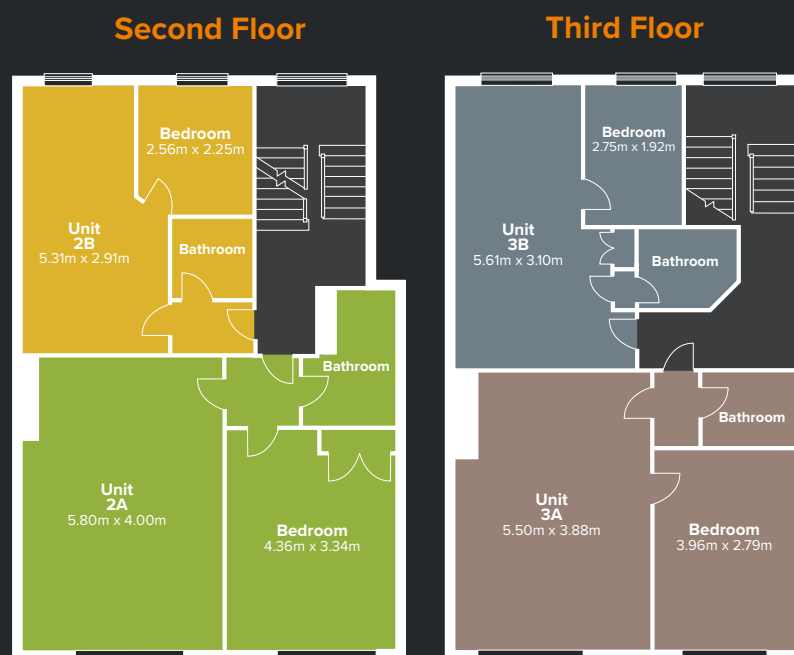 Second Floor
Bedroom
2.56m x 2.25m
Unit
2B
5.31m x 2.91m
Bathroom
Bathroom
Unit
2A
5.80m x 4.00m
Bedroom
4.36m x 3.34m
Third Floor
Bedroom
2.75m x 1.92m
Unit
3B
5.61m x 3.10m
Bathroom
Bathroom
Unit
3A
5.50m x 3.88m
Bedroom
3.96m x 2.79m